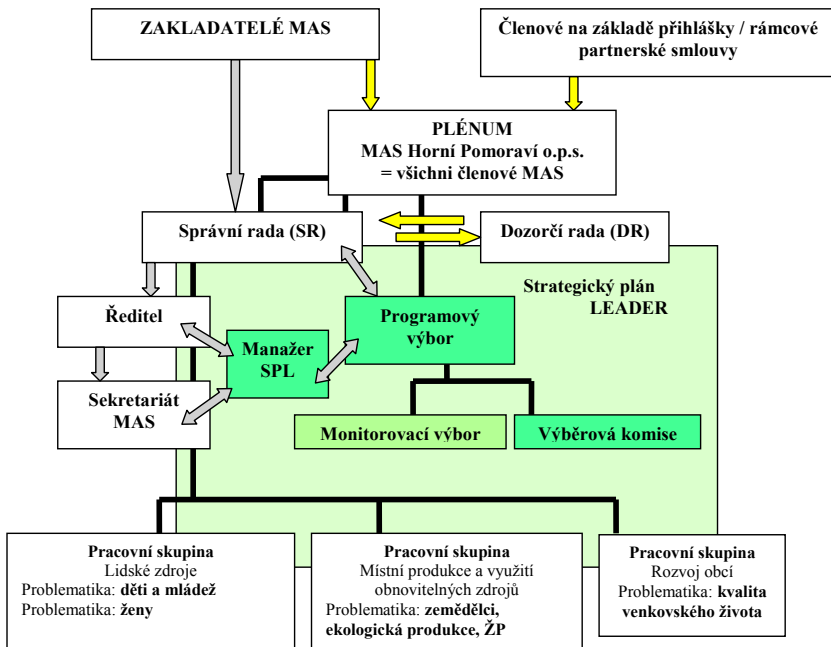 ZAKLADATELÉ MAS
Členové na základě přihlášky / rámcové
partnerské smlouvy
PLÉNUM
MAS Horní Pomoraví o.p.s.
= všichni členové MAS
Správní rada (SR)
Dozorčí rada (DR)
Strategický plán
LEADER
Ředitel
Programový
výbor
Manažer
SPL
Sekretariát
MAS
Monitorovací výbor
Výběrová komise
Pracovní skupina
Lidské zdroje
Problematika: děti a mládež
Problematika: ženy
Pracovní skupina
Místní produkce a využití
obnovitelných zdrojů
Problematika: zemědělci,
ekologická produkce, ŽP
Pracovní skupina
Rozvoj obcí
Problematika: kvalita
venkovského života